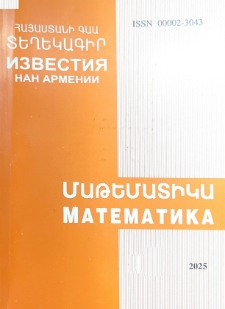 ՀԱՅԱՍՏԱՆԻ ԳԱԱ
ՏԵՂԵԿԱԳԻՐ
ИЗВЕСТИЯ
НАН АРМЕНИИ
ISSN 00002-3043
ՄԱԹԵՄԱՏԻԿԱ
МАТЕМАТИКА
2025